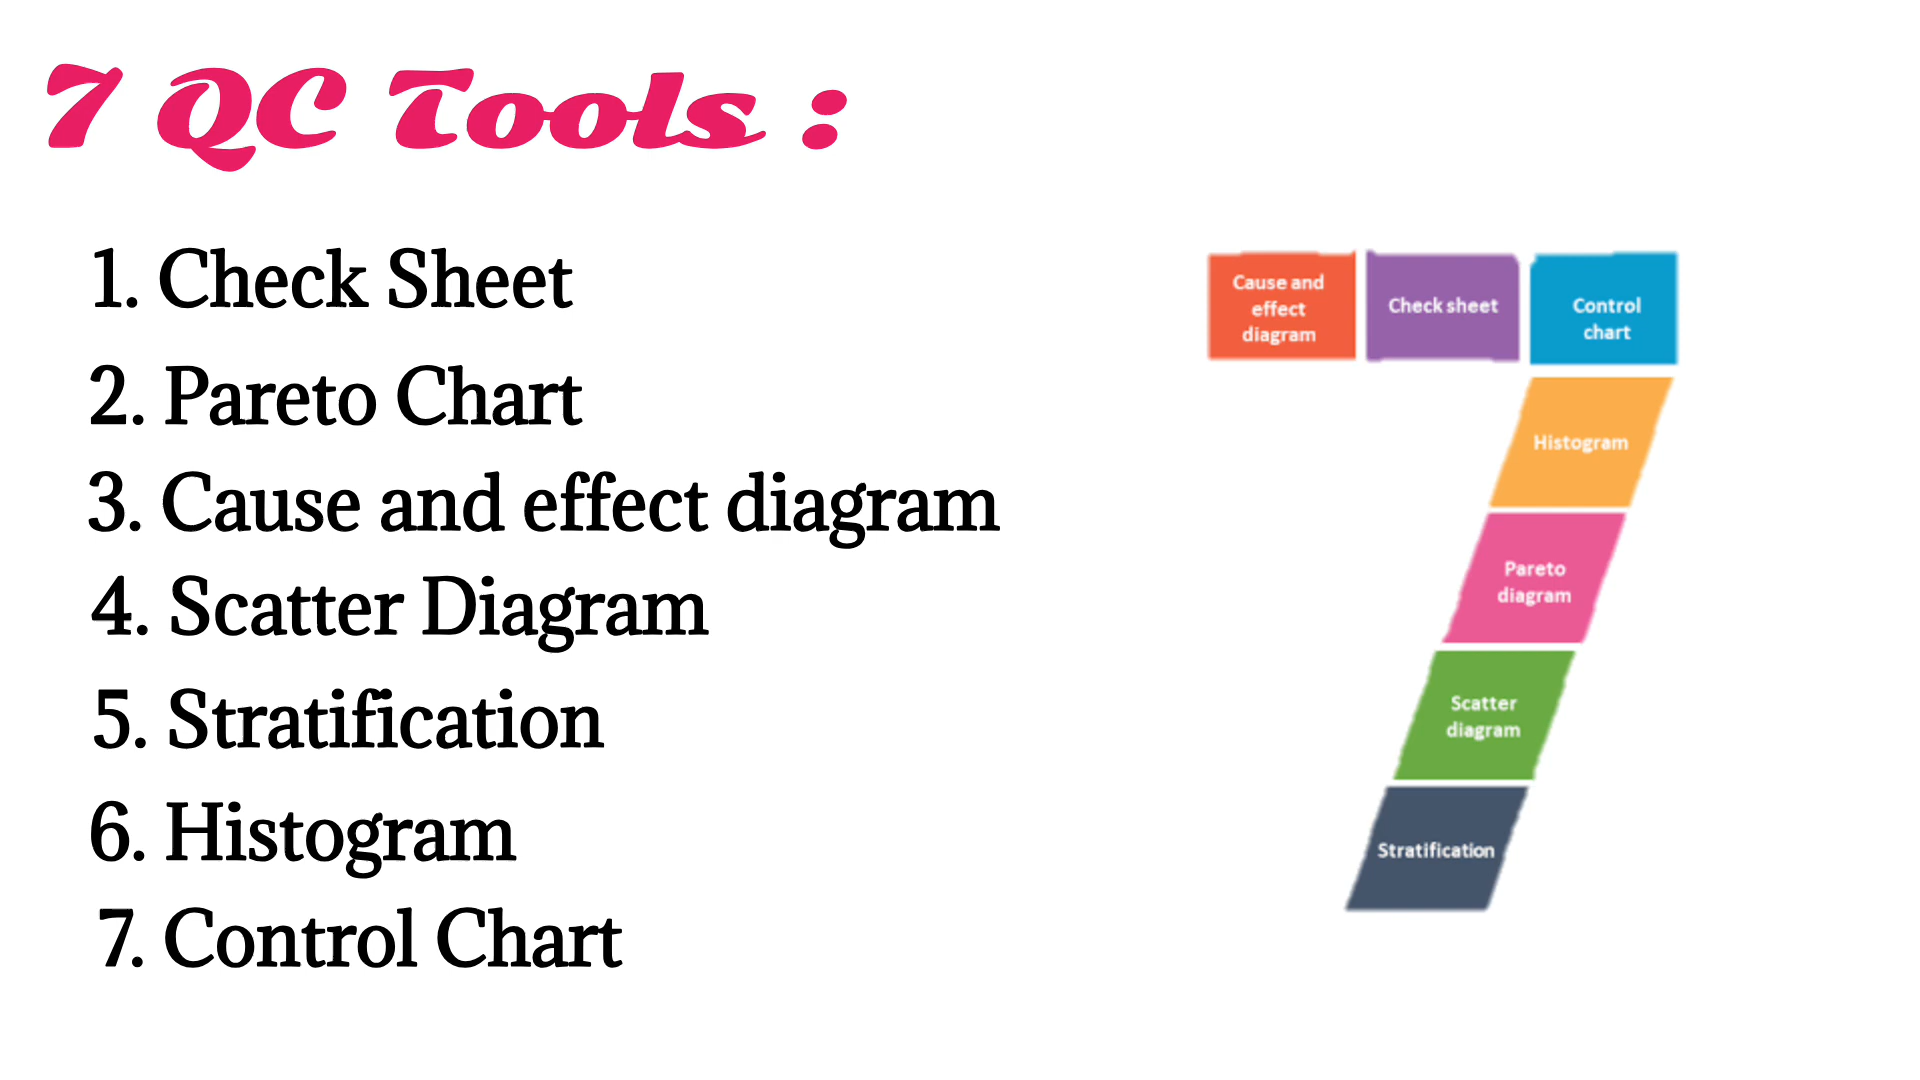 7 QC Tools :
1. Check Sheet
2. Pareto Chart
3. Cause and effect diagram
4. Scatter Diagram
5. Stratification
6. Histogram
7. Control Chart
Cause and
effect
diagram
Check sheet
Control
chart
Histogram
Pareto
diagram
Scatter
diagram
Stratification